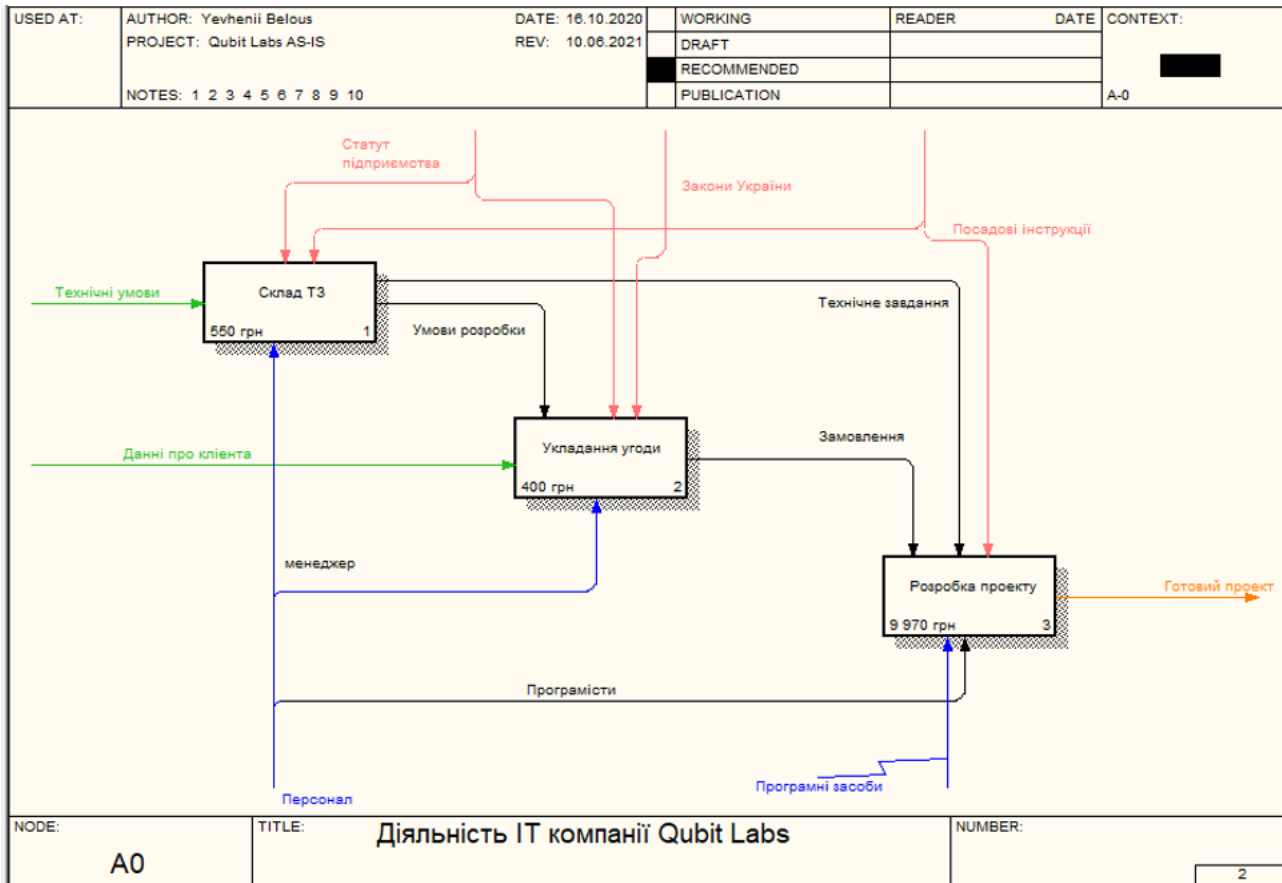 USED AT:
AUTHOR: Yevhenii Belous
DATE: 16.10.2020
WORKING
READER
DATE
CONTEXT:
PROJECT: Qubit Labs AS-IS
REV: 10.06.2021
DRAFT
RECOMMENDED
NOTES: 1 2 3 4 5 6 7 8 9 10
PUBLICATION
A-0
Статут
підприємства
Закони України
Посадові інструкції
Технічні умови
Склад ТЗ
550 грн
1
Технічне завдання
Умови розробки
Данні про кліента
Укладання угоди
400 грн
2
Замовлення
менеджер
Розробка проекту
9 970 грн
3
Готовий проект
Програмісти
Програмні засоби
Персонал
NODE:
A0
TITLE:
Діяльність ІТ компанії Qubit Labs
NUMBER:
2